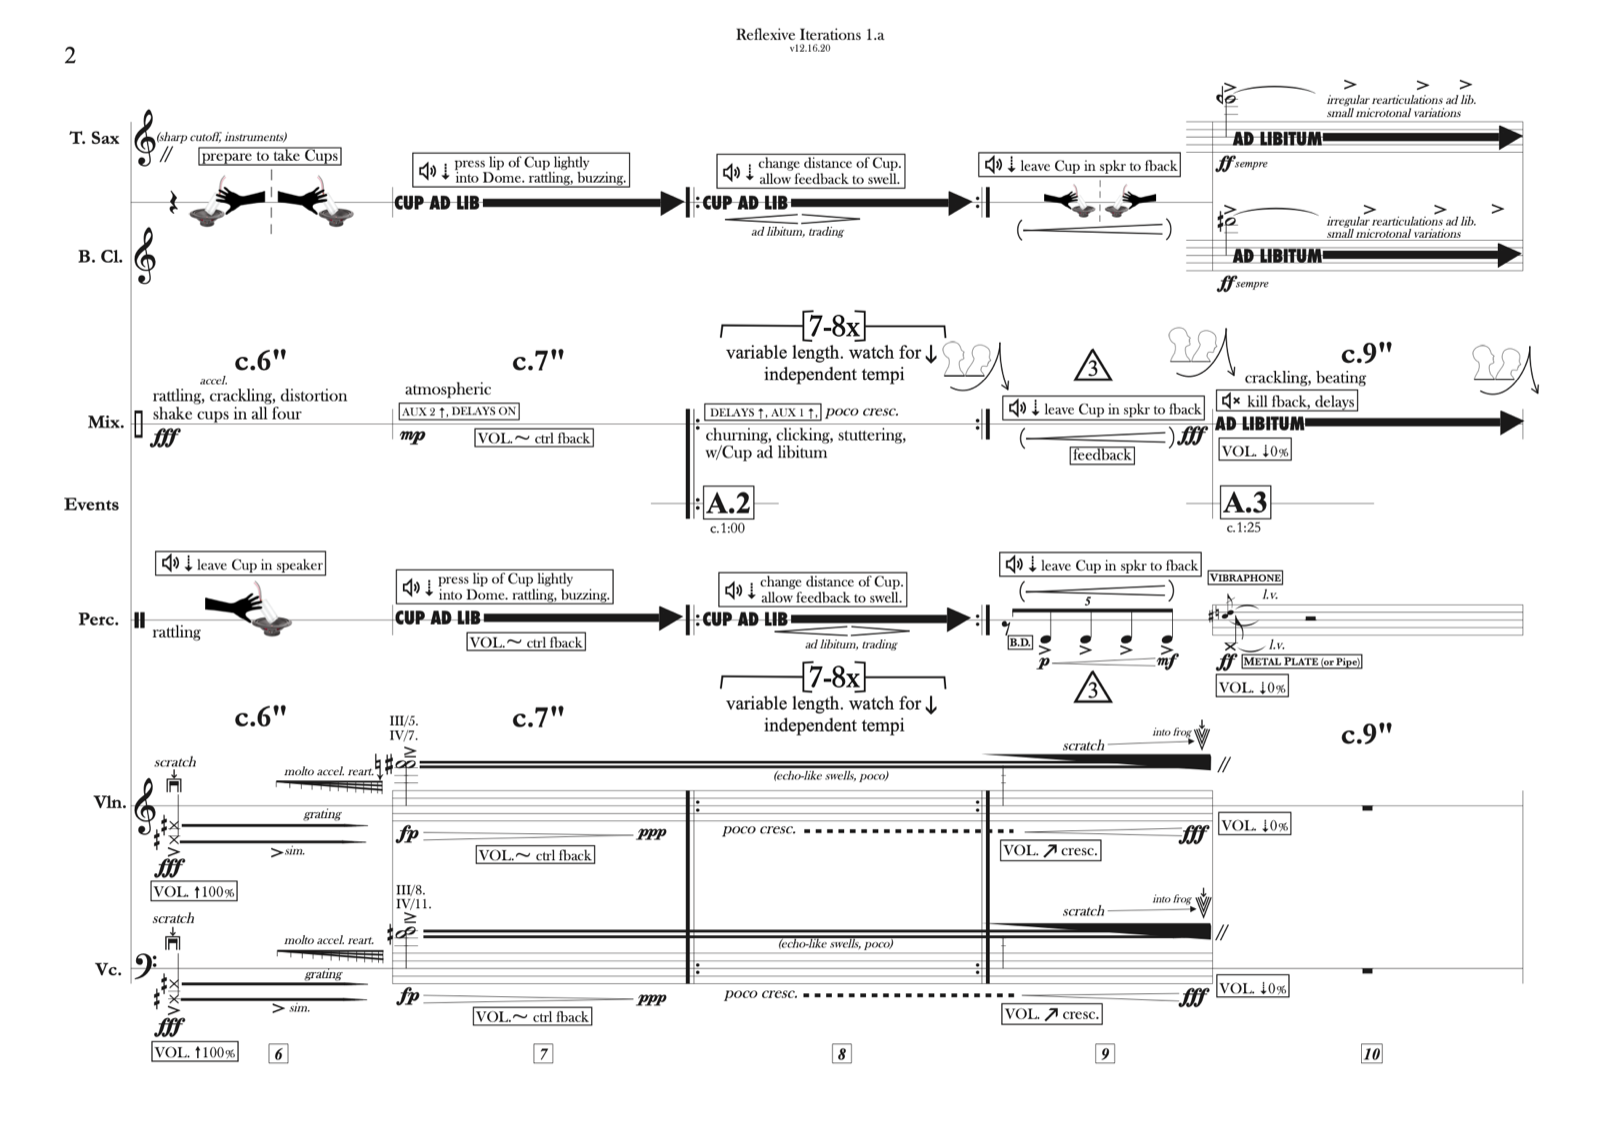 Reflexive Iterations 1.a
v12.16.20
2
T. Sax
(sharp cutoff, instruments)
prepare to take Cups
press lip of Cup lightly
into Dome. rattling, buzzing.
CUP AD LIB
change distance of Cup.
allow feedback to swell.
CUP AD LIB
ad libitum, trading
leave Cup in spkr to fback
irregular rearticulations ad lib.
small microtonal variations
AD LIBITUM
ff sempre
B. Cl.
irregular rearticulations ad lib.
small microtonal variations
AD LIBITUM
ff sempre
c.6"
c.7"
[7-8x]
variable length. watch for ↓
independent tempi
3
c.9"
Mix.
accel.
rattling, crackling, distortion
shake cups in all four
fff
atmospheric
AUX 2 ↑, DELAYS ON
mp
VOL.~ ctrl fback
DELAYS ↑, AUX 1 ↑,
poco cresc.
churning, clicking, stuttering,
w/Cup ad libitum
leave Cup in spkr to fback
fff
feedback
crackling, beating
kill fback, delays
AD LIBITUM
VOL. ↓0%
Events
A.2
c.1:00
A.3
c.1:25
Perc.
leave Cup in speaker
rattling
press lip of Cup lightly
into Dome. rattling, buzzing.
CUP AD LIB
VOL.~ ctrl fback
change distance of Cup.
allow feedback to swell.
CUP AD LIB
ad libitum, trading
leave Cup in spkr to fback
5
B.D.
p
mf
VIBRAPHONE
l.v.
l.v.
ff
METAL PLATE (or Pipe)
VOL. ↓0%
c.6"
c.7"
[7-8x]
variable length. watch for ↓
independent tempi
3
c.9"
Vln.
scratch
molto accel. reart.
grating
> sim.
fff
VOL. ↑100%
III/5.
IV/7.
fp
ppp
VOL.~ ctrl fback
(echo-like swells, poco)
poco cresc.
scratch
into frog
fff
VOL. ↗ cresc.
VOL. ↓0%
Vc.
scratch
molto accel. reart.
grating
> sim.
fff
VOL. ↑100%
III/8.
IV/11.
fp
ppp
VOL.~ ctrl fback
(echo-like swells, poco)
poco cresc.
scratch
into frog
fff
VOL. ↗ cresc.
VOL. ↓0%
6
7
8
9
10